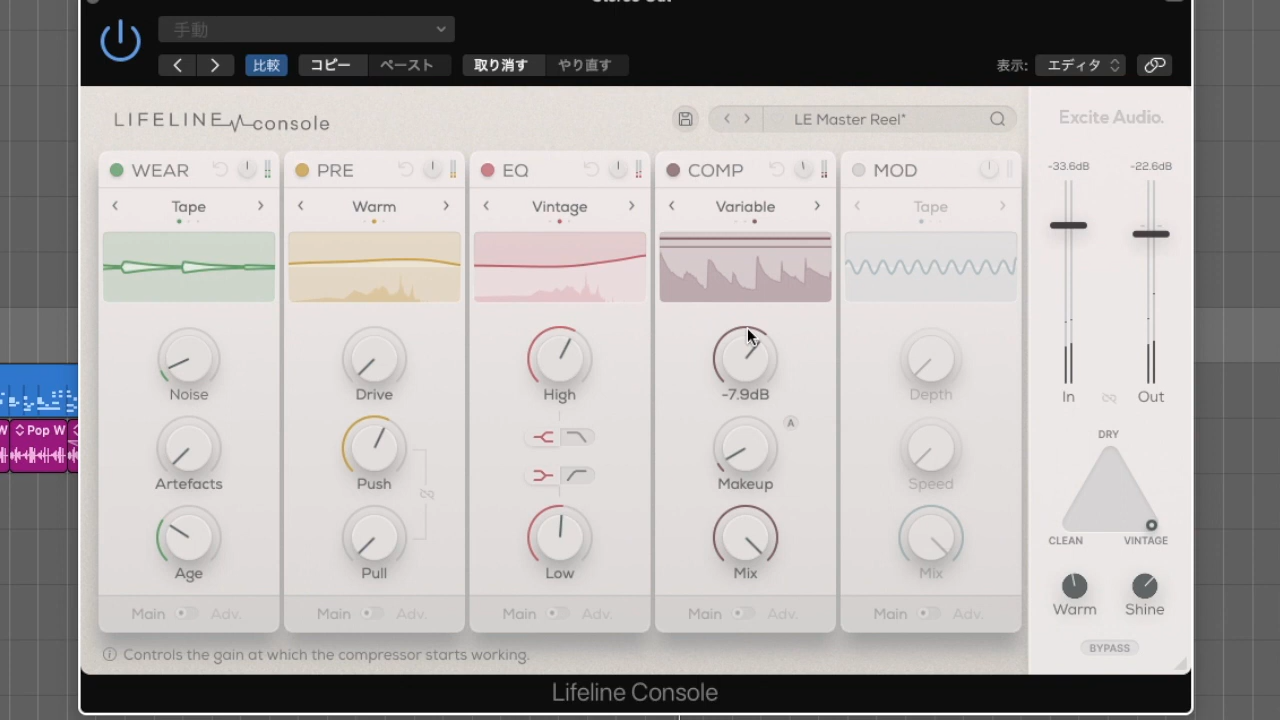 Stereo Out
手動
比較 コピー ペースト 取り消す やり直す 表示: エディタ
LIFELINE console LE Master Reel* Excite Audio.
WEAR PRE EQ COMP MOD -33.6dB -22.6dB
Tape Warm Vintage Variable Tape
Noise Drive High -7.9dB Depth In Out
A
Pop W
DRY
Artefacts Push Makeup Speed
CLEAN VINTAGE
Age Pull Low Mix Mix
Warm Shine
Main Adv. Main Adv. Main Adv. Main Adv. Main Adv.
BYPASS
Controls the gain at which the compressor starts working.
Lifeline Console